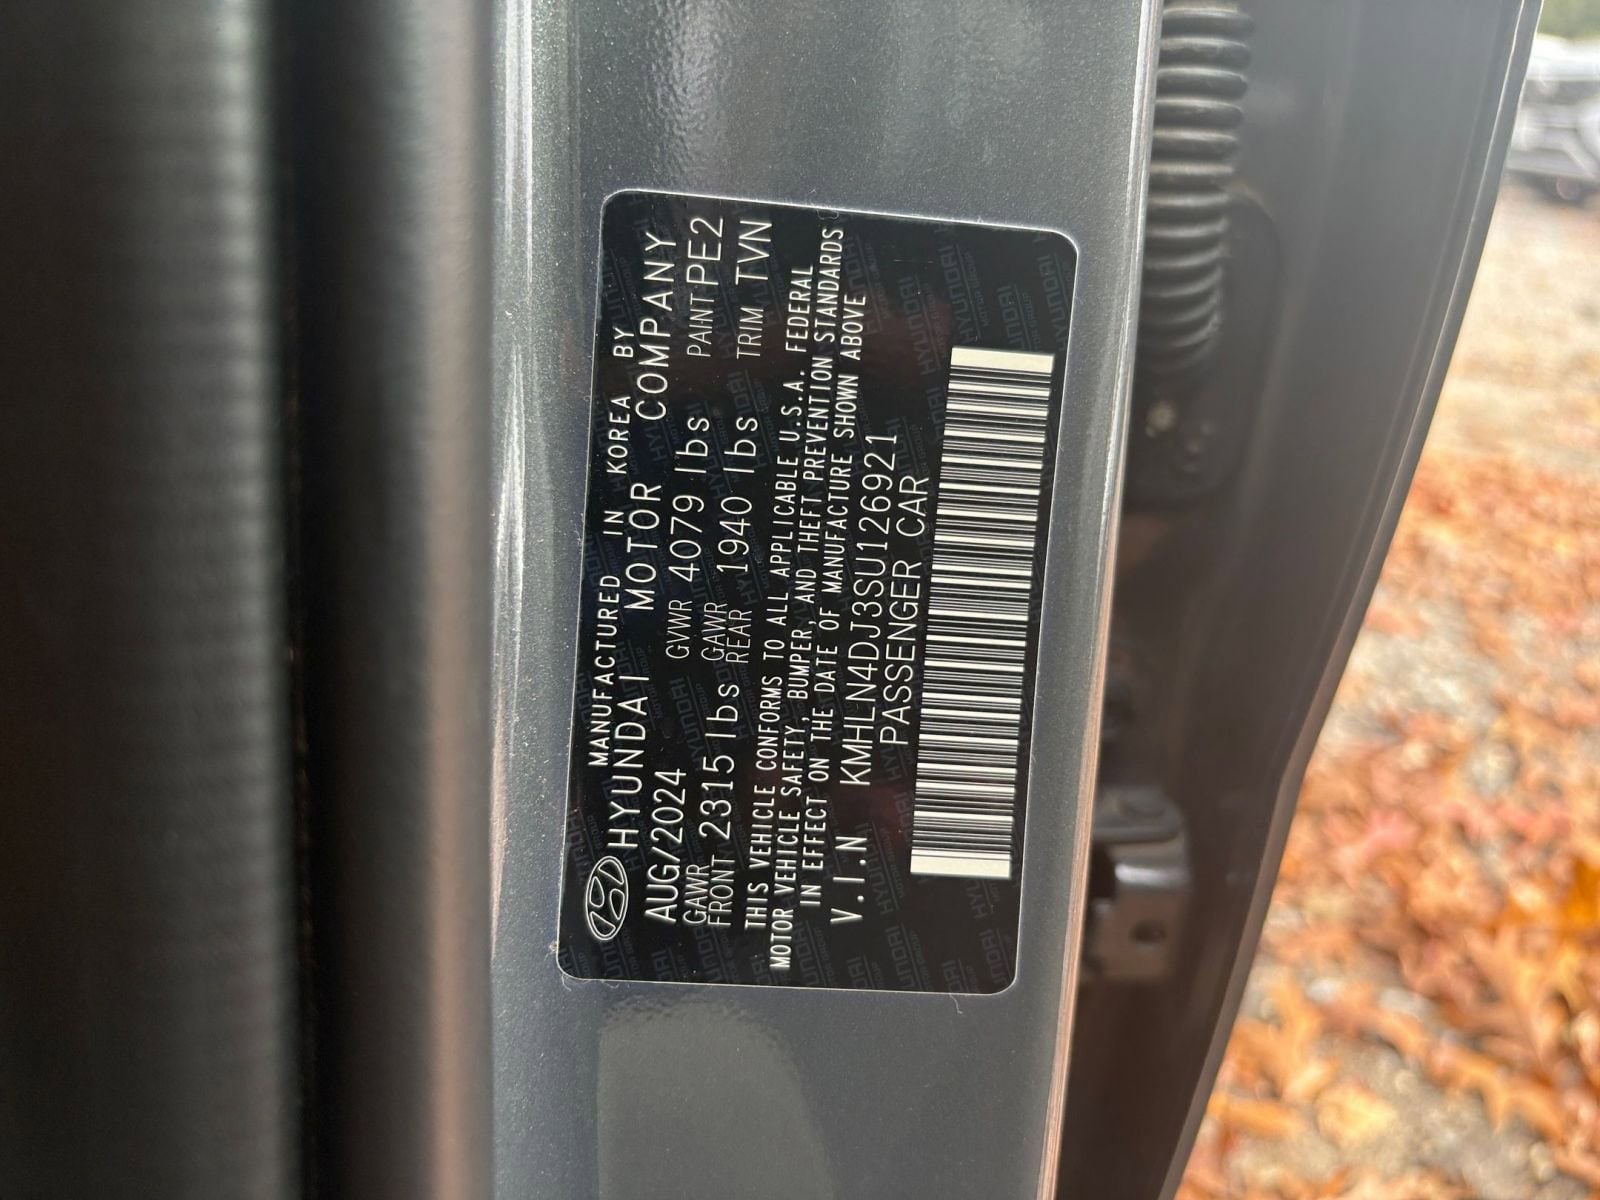 MANUFACTURED IN KOREA BY
HYUNDAI MOTOR COMPANY
AUG/2024 GVWR 4079 lbs PAINT PE2
GAWR FRONT 2315 lbs GAWR REAR 1940 lbs TRIM TVN
THIS VEHICLE CONFORMS TO ALL APPLICABLE U.S.A. FEDERAL
MOTOR VEHICLE SAFETY, BUMPER, AND THEFT PREVENTION STANDARDS
IN EFFECT ON THE DATE OF MANUFACTURE SHOWN ABOVE
V.I.N KMHLN4DJ3SU126921
PASSENGER CAR